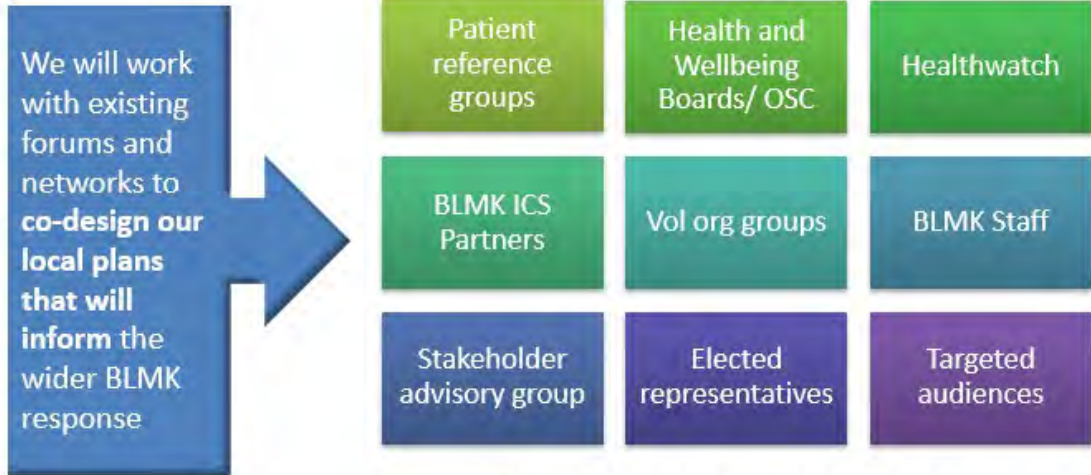 We will work
with existing
forums and
networks to
co-design our
local plans
that will
inform the
wider BLMK
response
Patient
reference
groups
Health and
Wellbeing
Boards/ OSC
Healthwatch
BLMK ICS
Partners
Vol org groups
BLMK Staff
Stakeholder
advisory group
Elected
representatives
Targeted
audiences